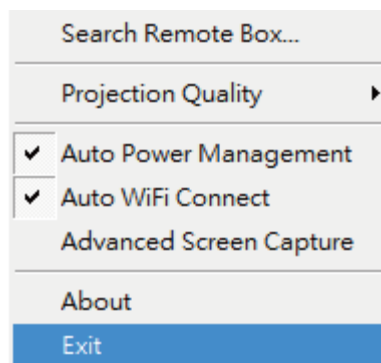 Search Remote Box...
Projection Quality
Auto Power Management
Auto WiFi Connect
Advanced Screen Capture
About
Exit